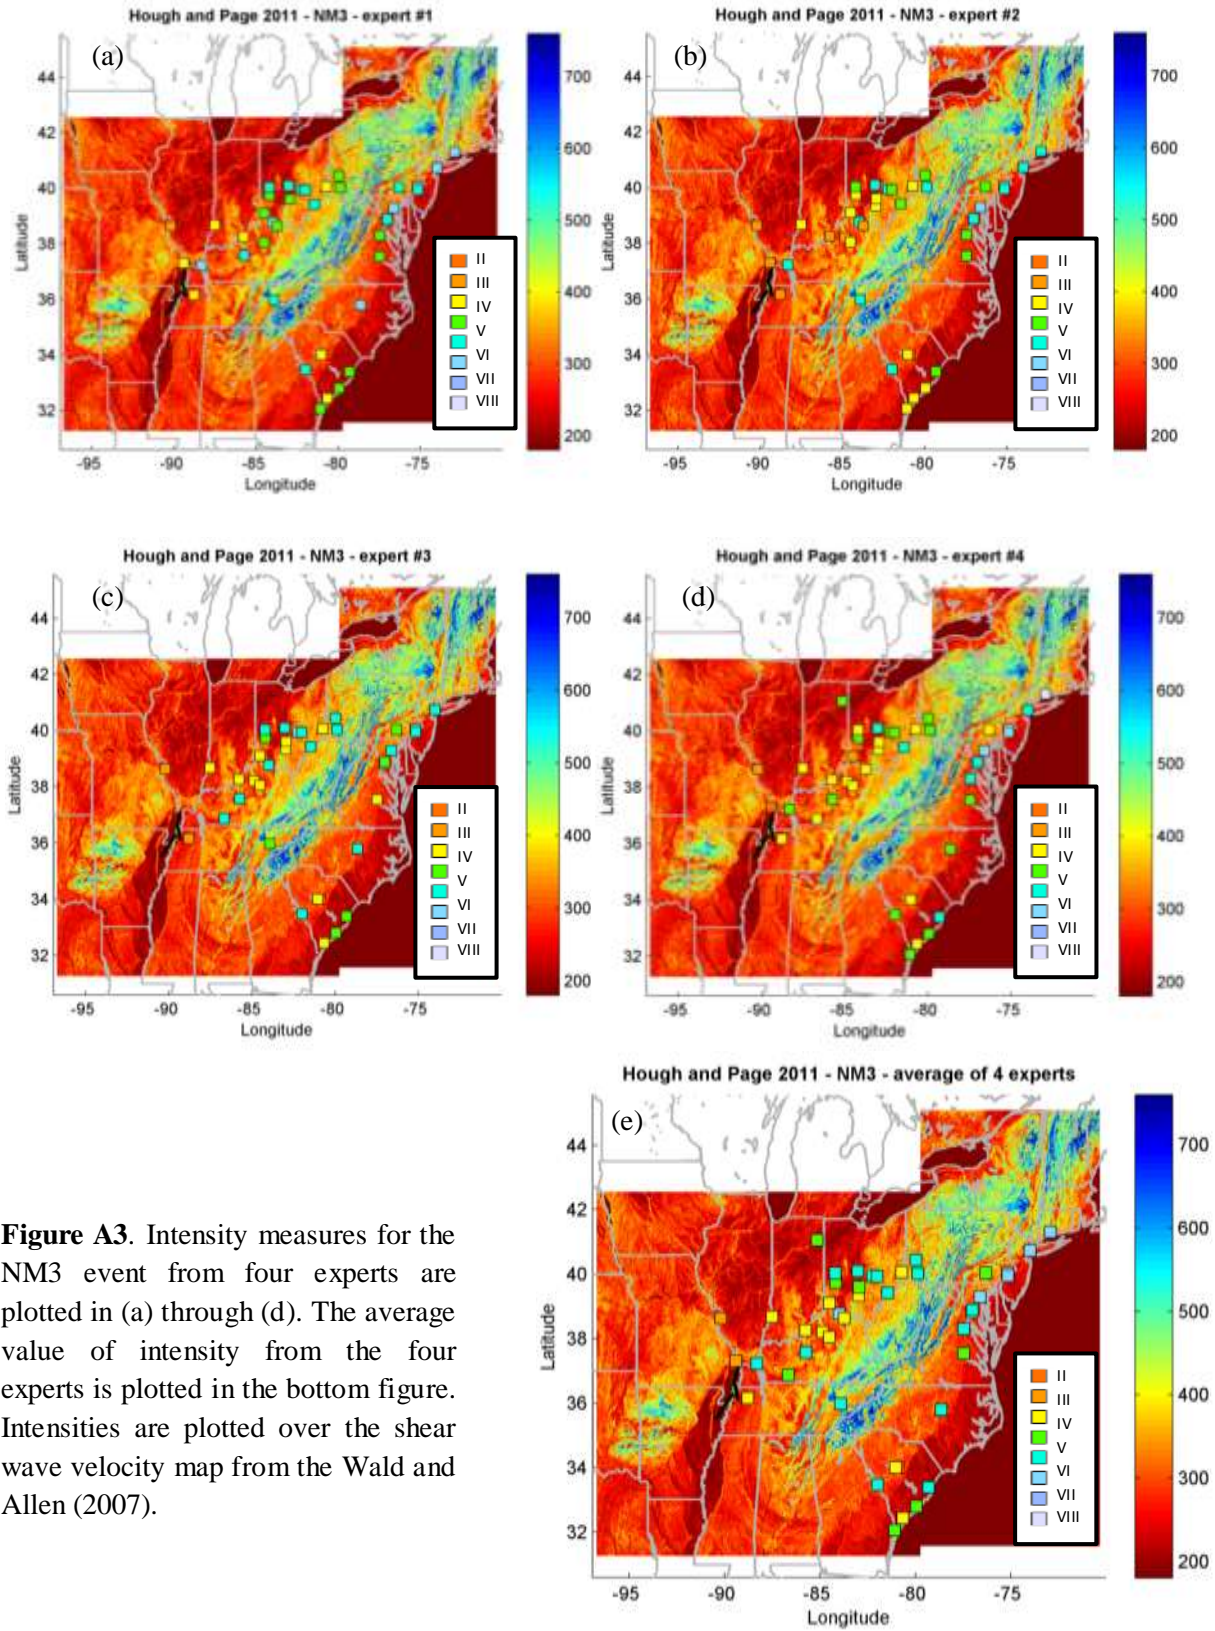 Hough and Page 2011 - NM3 - expert #1
(a)
44
42
40
38
36
34
32
Latitude
-95
-90
-85
-80
-75
Longitude
II
III
IV
V
VI
VII
VIII
700
600
500
400
300
200
Hough and Page 2011 - NM3 - expert #2
(b)
44
42
40
38
36
34
32
Latitude
-95
-90
-85
-80
-75
Longitude
II
III
IV
V
VI
VII
VIII
700
600
500
400
300
200
Hough and Page 2011 - NM3 - expert #3
(c)
44
42
40
38
36
34
32
Latitude
-95
-90
-85
-80
-75
Longitude
II
III
IV
V
VI
VII
VIII
700
600
500
400
300
200
Hough and Page 2011 - NM3 - expert #4
(d)
44
42
40
38
36
34
32
Latitude
-95
-90
-85
-80
-75
Longitude
II
III
IV
V
VI
VII
VIII
700
600
500
400
300
200
Hough and Page 2011 - NM3 - average of 4 experts
(e)
44
42
40
38
36
34
32
Latitude
-95
-90
-85
-80
-75
Longitude
II
III
IV
V
VI
VII
VIII
700
600
500
400
300
200
Figure A3. Intensity measures for the
NM3 event from four experts are
plotted in (a) through (d). The average
value of intensity from the four
experts is plotted in the bottom figure.
Intensities are plotted over the shear
wave velocity map from the Wald and
Allen (2007).